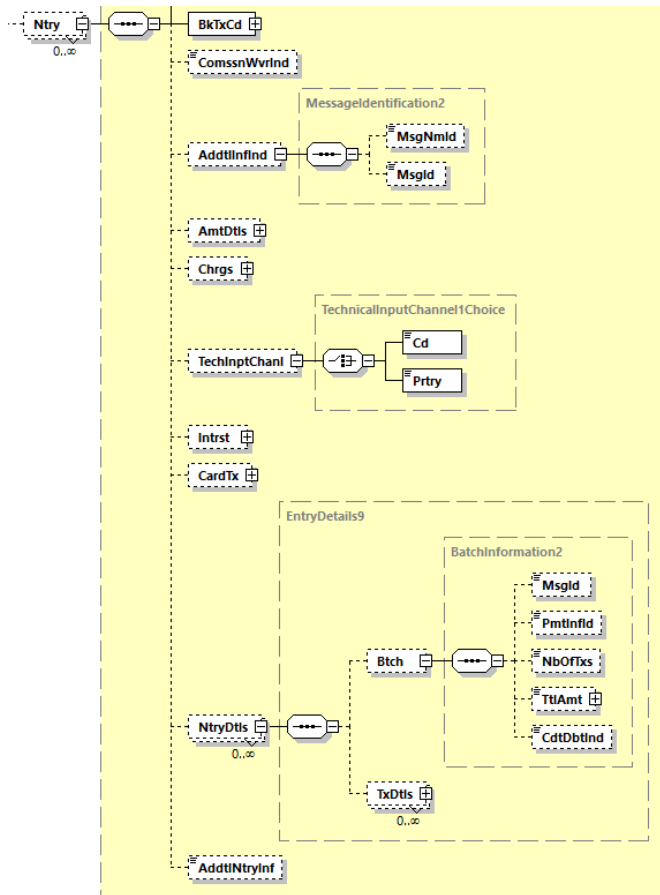 Ntry
0..∞
BkTxCd
ComssnWvrInd
MessageIdentification2
AddtlInfInd
MsgNmId
MsgId
AmtDtls
Chrgs
TechnicalInputChannel1Choice
TechInptChanl
Cd
Prtry
Intrst
CardTx
EntryDetails9
BatchInformation2
MsgId
PmtInfId
Btch
NbOfTxs
TtlAmt
CdtDbtInd
NtryDtls
0..∞
TxDtls
0..∞
AddtlNtryInf